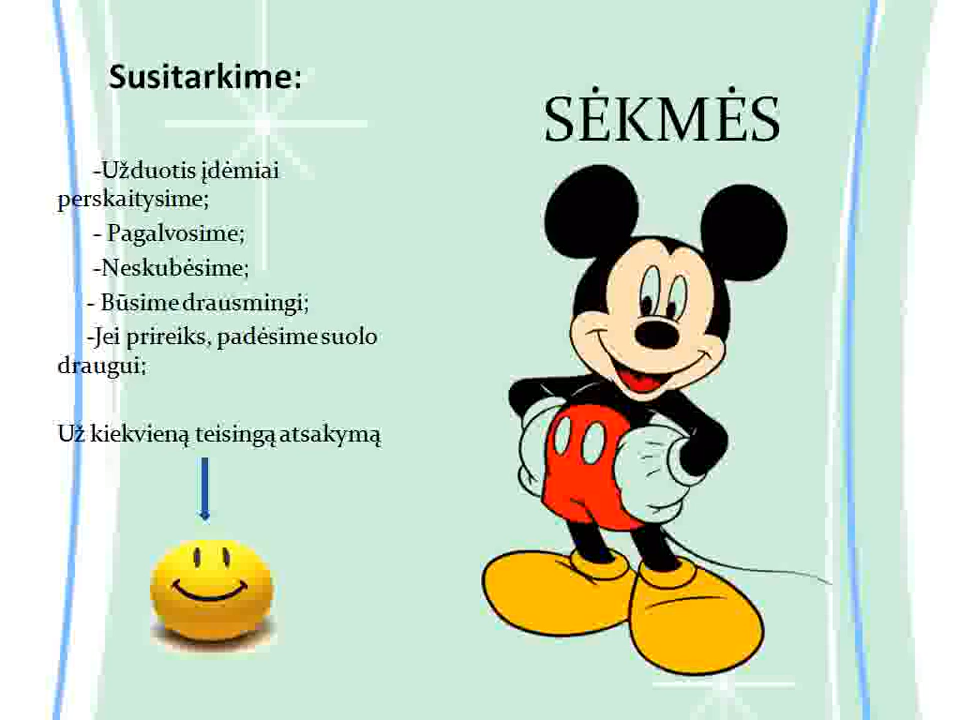 Susitarkime:
SĖKMĖS
-Užduotis įdėmiai
perskaitysime;
- Pagalvosime;
-Neskubėsime;
- Būsime drausmingi;
-Jei prireiks, padėsime suolo
draugui;
Už kiekvieną teisingą atsakymą